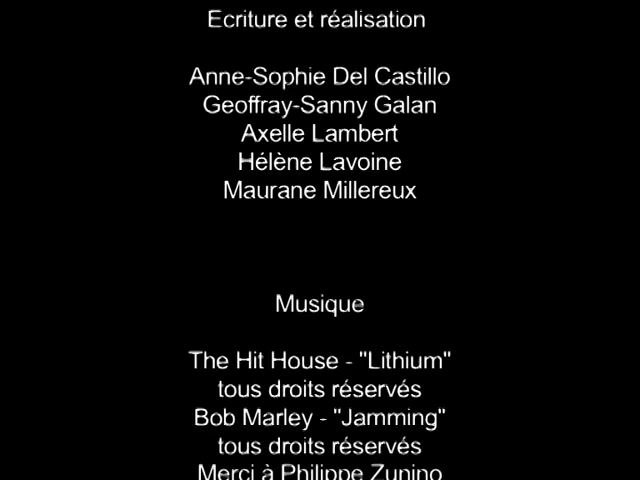 Ecriture et réalisation
Anne-Sophie Del Castillo
Geoffray-Sanny Galan
Axelle Lambert
Hélène Lavoine
Maurane Millereux
Musique
The Hit House - "Lithium"
tous droits réservés
Bob Marley - "Jamming"
tous droits réservés
Merci à Philippe Zunino